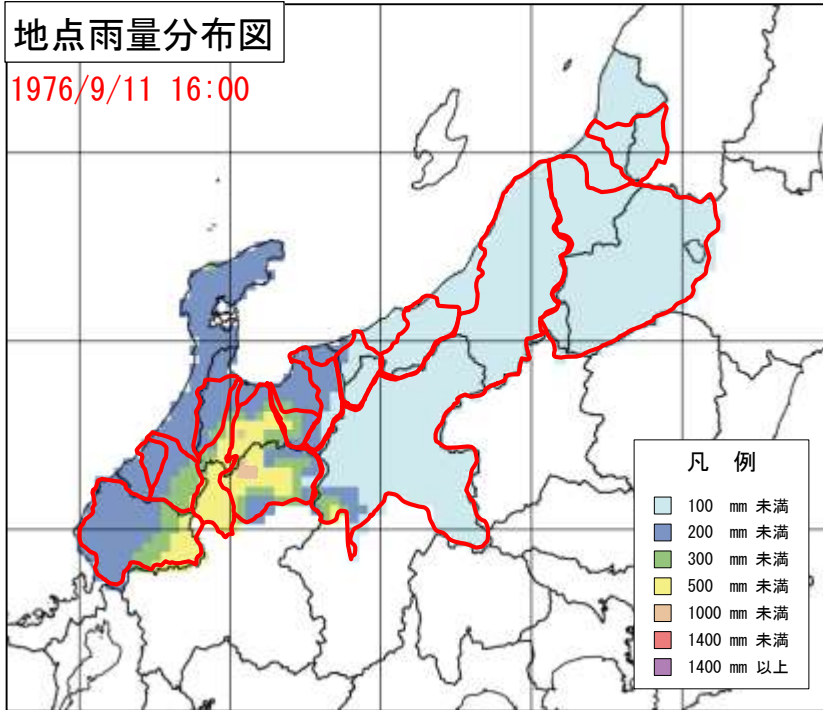 地点雨量分布図
1976/9/11 16:00
凡 例
100 mm 未満
200 mm 未満
300 mm 未満
500 mm 未満
1000 mm 未満
1400 mm 未満
1400 mm 以上